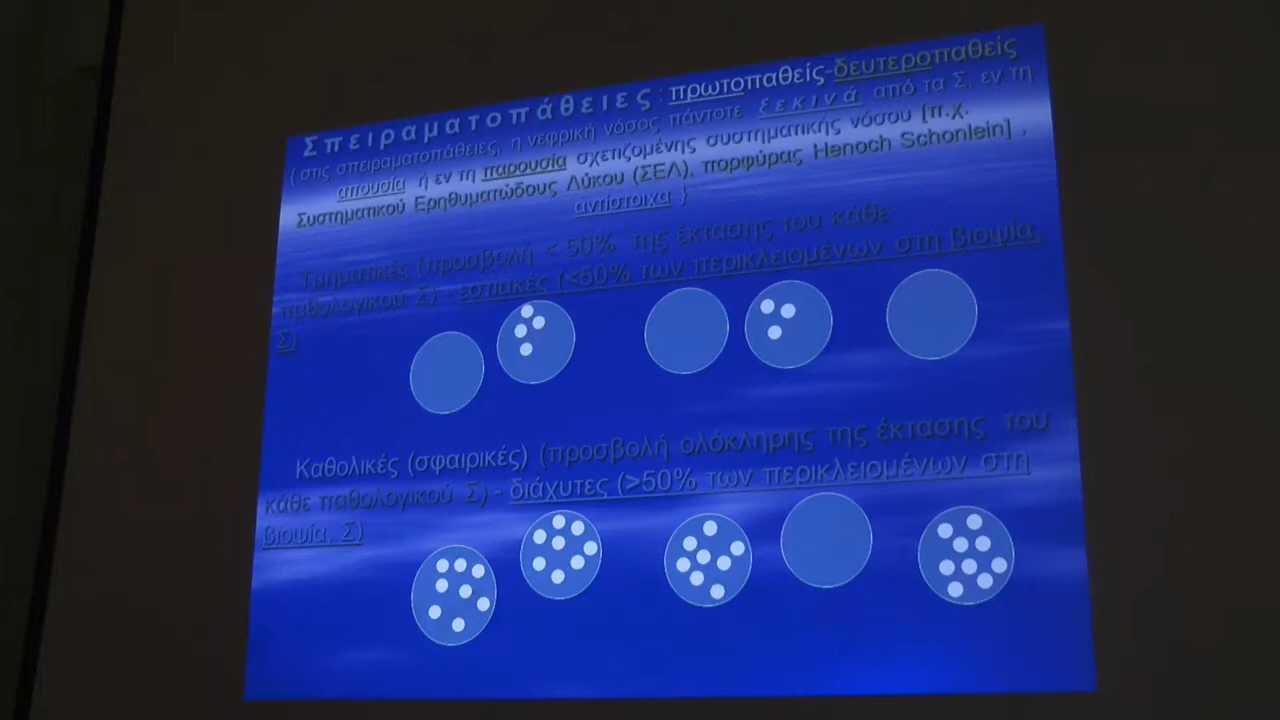 Σπειραματοπάθειες: πρωτοπαθείς-δευτεροπαθείς
( στις σπειραματοπάθειες, η νεφρική νόσος πάντοτε ξεκινά από τα Σ, εν τη
απουσία ή εν τη παρουσία σχετιζομένης συστηματικής νόσου [π.χ.
Συστηματικού Ερηθυματώδους Λύκου (ΣΕΛ), πορφύρας Henoch Schonlein] ,
αντίστοιχα }
Τμηματικές (προσβολή < 50% της έκτασης του κάθε
παθολογικού Σ) - εστιακές (<50% των περικλειομένων στη βιοψία
Σ)
Καθολικές (σφαιρικές) (προσβολή ολόκληρης της έκτασης του
κάθε παθολογικού Σ) - διάχυτες (>50% των περικλειομένων στη
βιοψία, Σ)